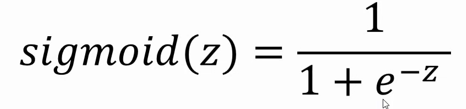 sigmoid(z) = 1 / (1 + e^{-z})